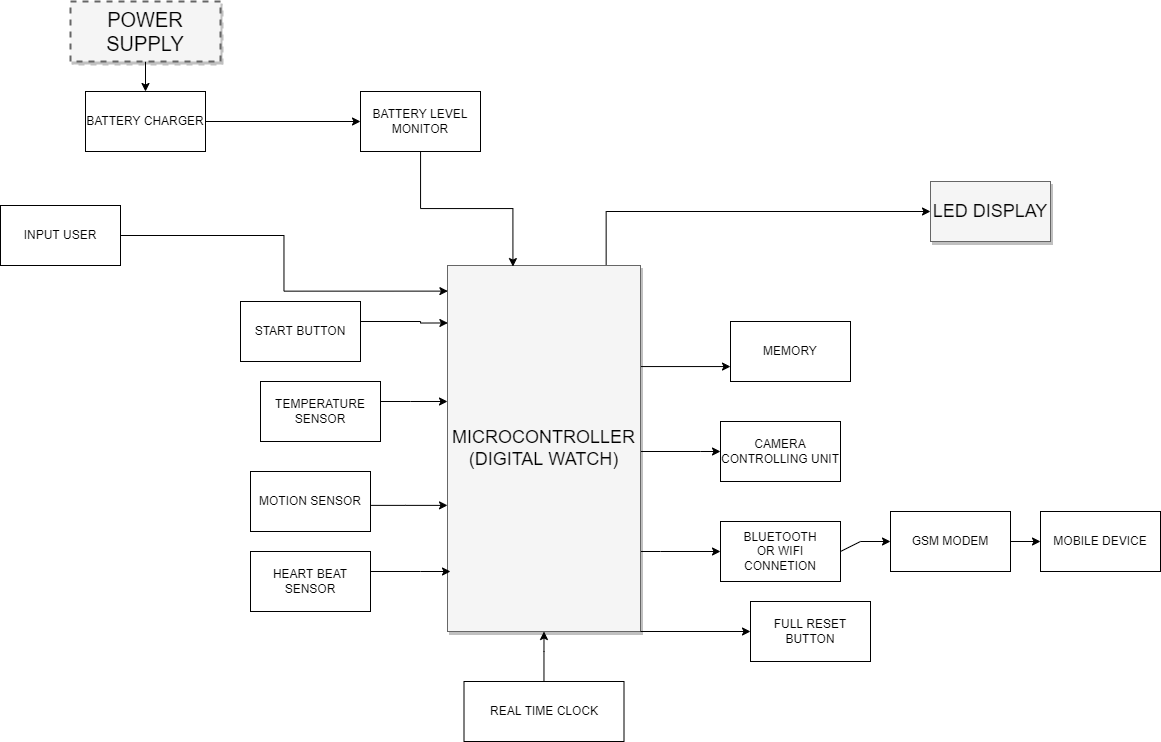 POWER
SUPPLY
BATTERY CHARGER
BATTERY LEVEL
MONITOR
LED DISPLAY
INPUT USER
START BUTTON
MEMORY
TEMPERATURE
SENSOR
MICROCONTROLLER
(DIGITAL WATCH)
CAMERA
CONTROLLING UNIT
MOTION SENSOR
BLUETOOTH
OR WIFI
CONNETION
GSM MODEM
MOBILE DEVICE
HEART BEAT
SENSOR
FULL RESET
BUTTON
REAL TIME CLOCK